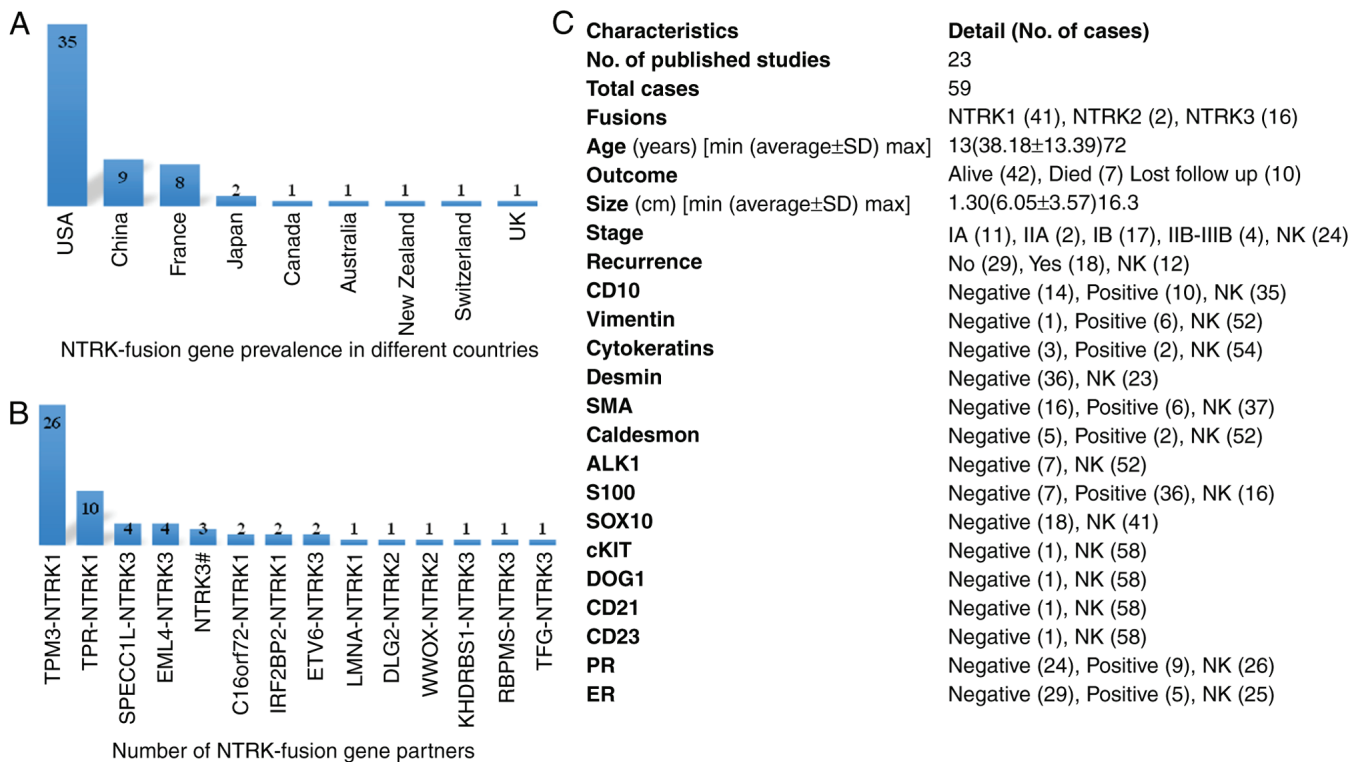 A
35
9
8
2
1
1
1
1
1
USA
China
France
Japan
Canada
Australia
New Zealand
Switzerland
UK
NTRK-fusion gene prevalence in different countries
B
26
10
4
4
3
2
2
2
1
1
1
1
1
1
TPM3-NTRK1
TPR-NTRK1
SPECC1L-NTRK3
EML4-NTRK3
NTRK3#
C16orf72-NTRK1
IRF2BP2-NTRK1
ETV6-NTRK3
LMNA-NTRK1
DLG2-NTRK2
WWOX-NTRK2
KHDRBS1-NTRK3
RBPMS-NTRK3
TFG-NTRK3
Number of NTRK-fusion gene partners
C
Characteristics Detail (No. of cases)
No. of published studies 23
Total cases 59
Fusions NTRK1 (41), NTRK2 (2), NTRK3 (16)
Age (years) [min (average±SD) max] 13(38.18±13.39)72
Outcome Alive (42), Died (7) Lost follow up (10)
Size (cm) [min (average±SD) max] 1.30(6.05±3.57)16.3
Stage IA (11), IIA (2), IB (17), IIB-IIIB (4), NK (24)
Recurrence No (29), Yes (18), NK (12)
CD10 Negative (14), Positive (10), NK (35)
Vimentin Negative (1), Positive (6), NK (52)
Cytokeratins Negative (3), Positive (2), NK (54)
Desmin Negative (36), NK (23)
SMA Negative (16), Positive (6), NK (37)
Caldesmon Negative (5), Positive (2), NK (52)
ALK1 Negative (7), NK (52)
S100 Negative (7), Positive (36), NK (16)
SOX10 Negative (18), NK (41)
cKIT Negative (1), NK (58)
DOG1 Negative (1), NK (58)
CD21 Negative (1), NK (58)
CD23 Negative (1), NK (58)
PR Negative (24), Positive (9), NK (26)
ER Negative (29), Positive (5), NK (25)